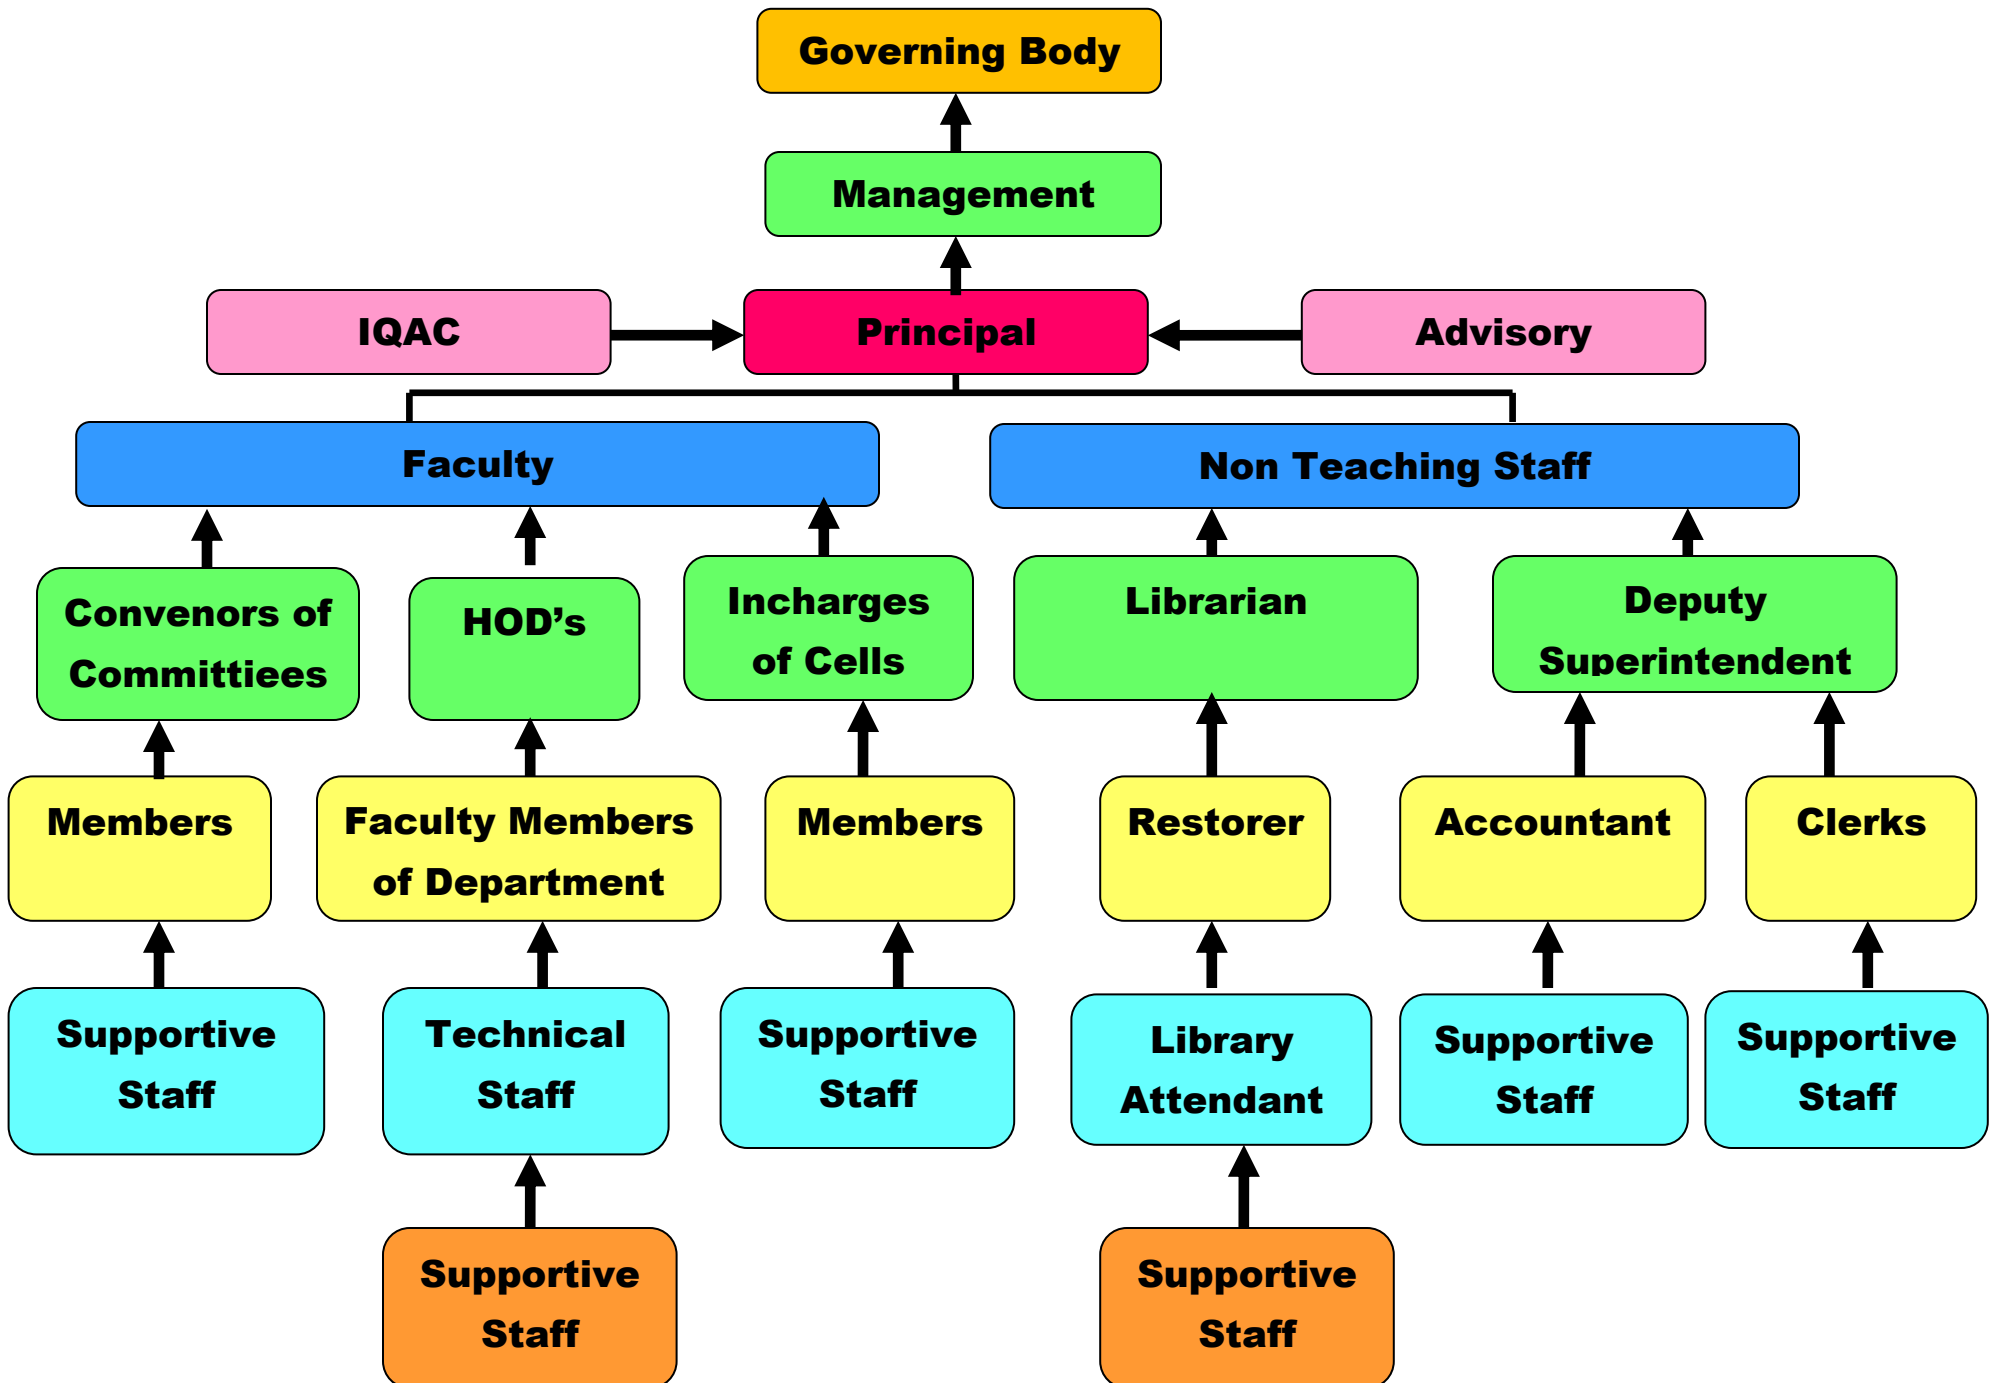 Governing Body
Management
IQAC
Principal
Advisory
Faculty
Non Teaching Staff
Convenors of
Committiees
HOD’s
Incharges
of Cells
Librarian
Deputy
Superintendent
Members
Faculty Members
of Department
Members
Restorer
Accountant
Clerks
Supportive
Staff
Technical
Staff
Supportive
Staff
Library
Attendant
Supportive
Staff
Supportive
Staff
Supportive
Staff
Supportive
Staff